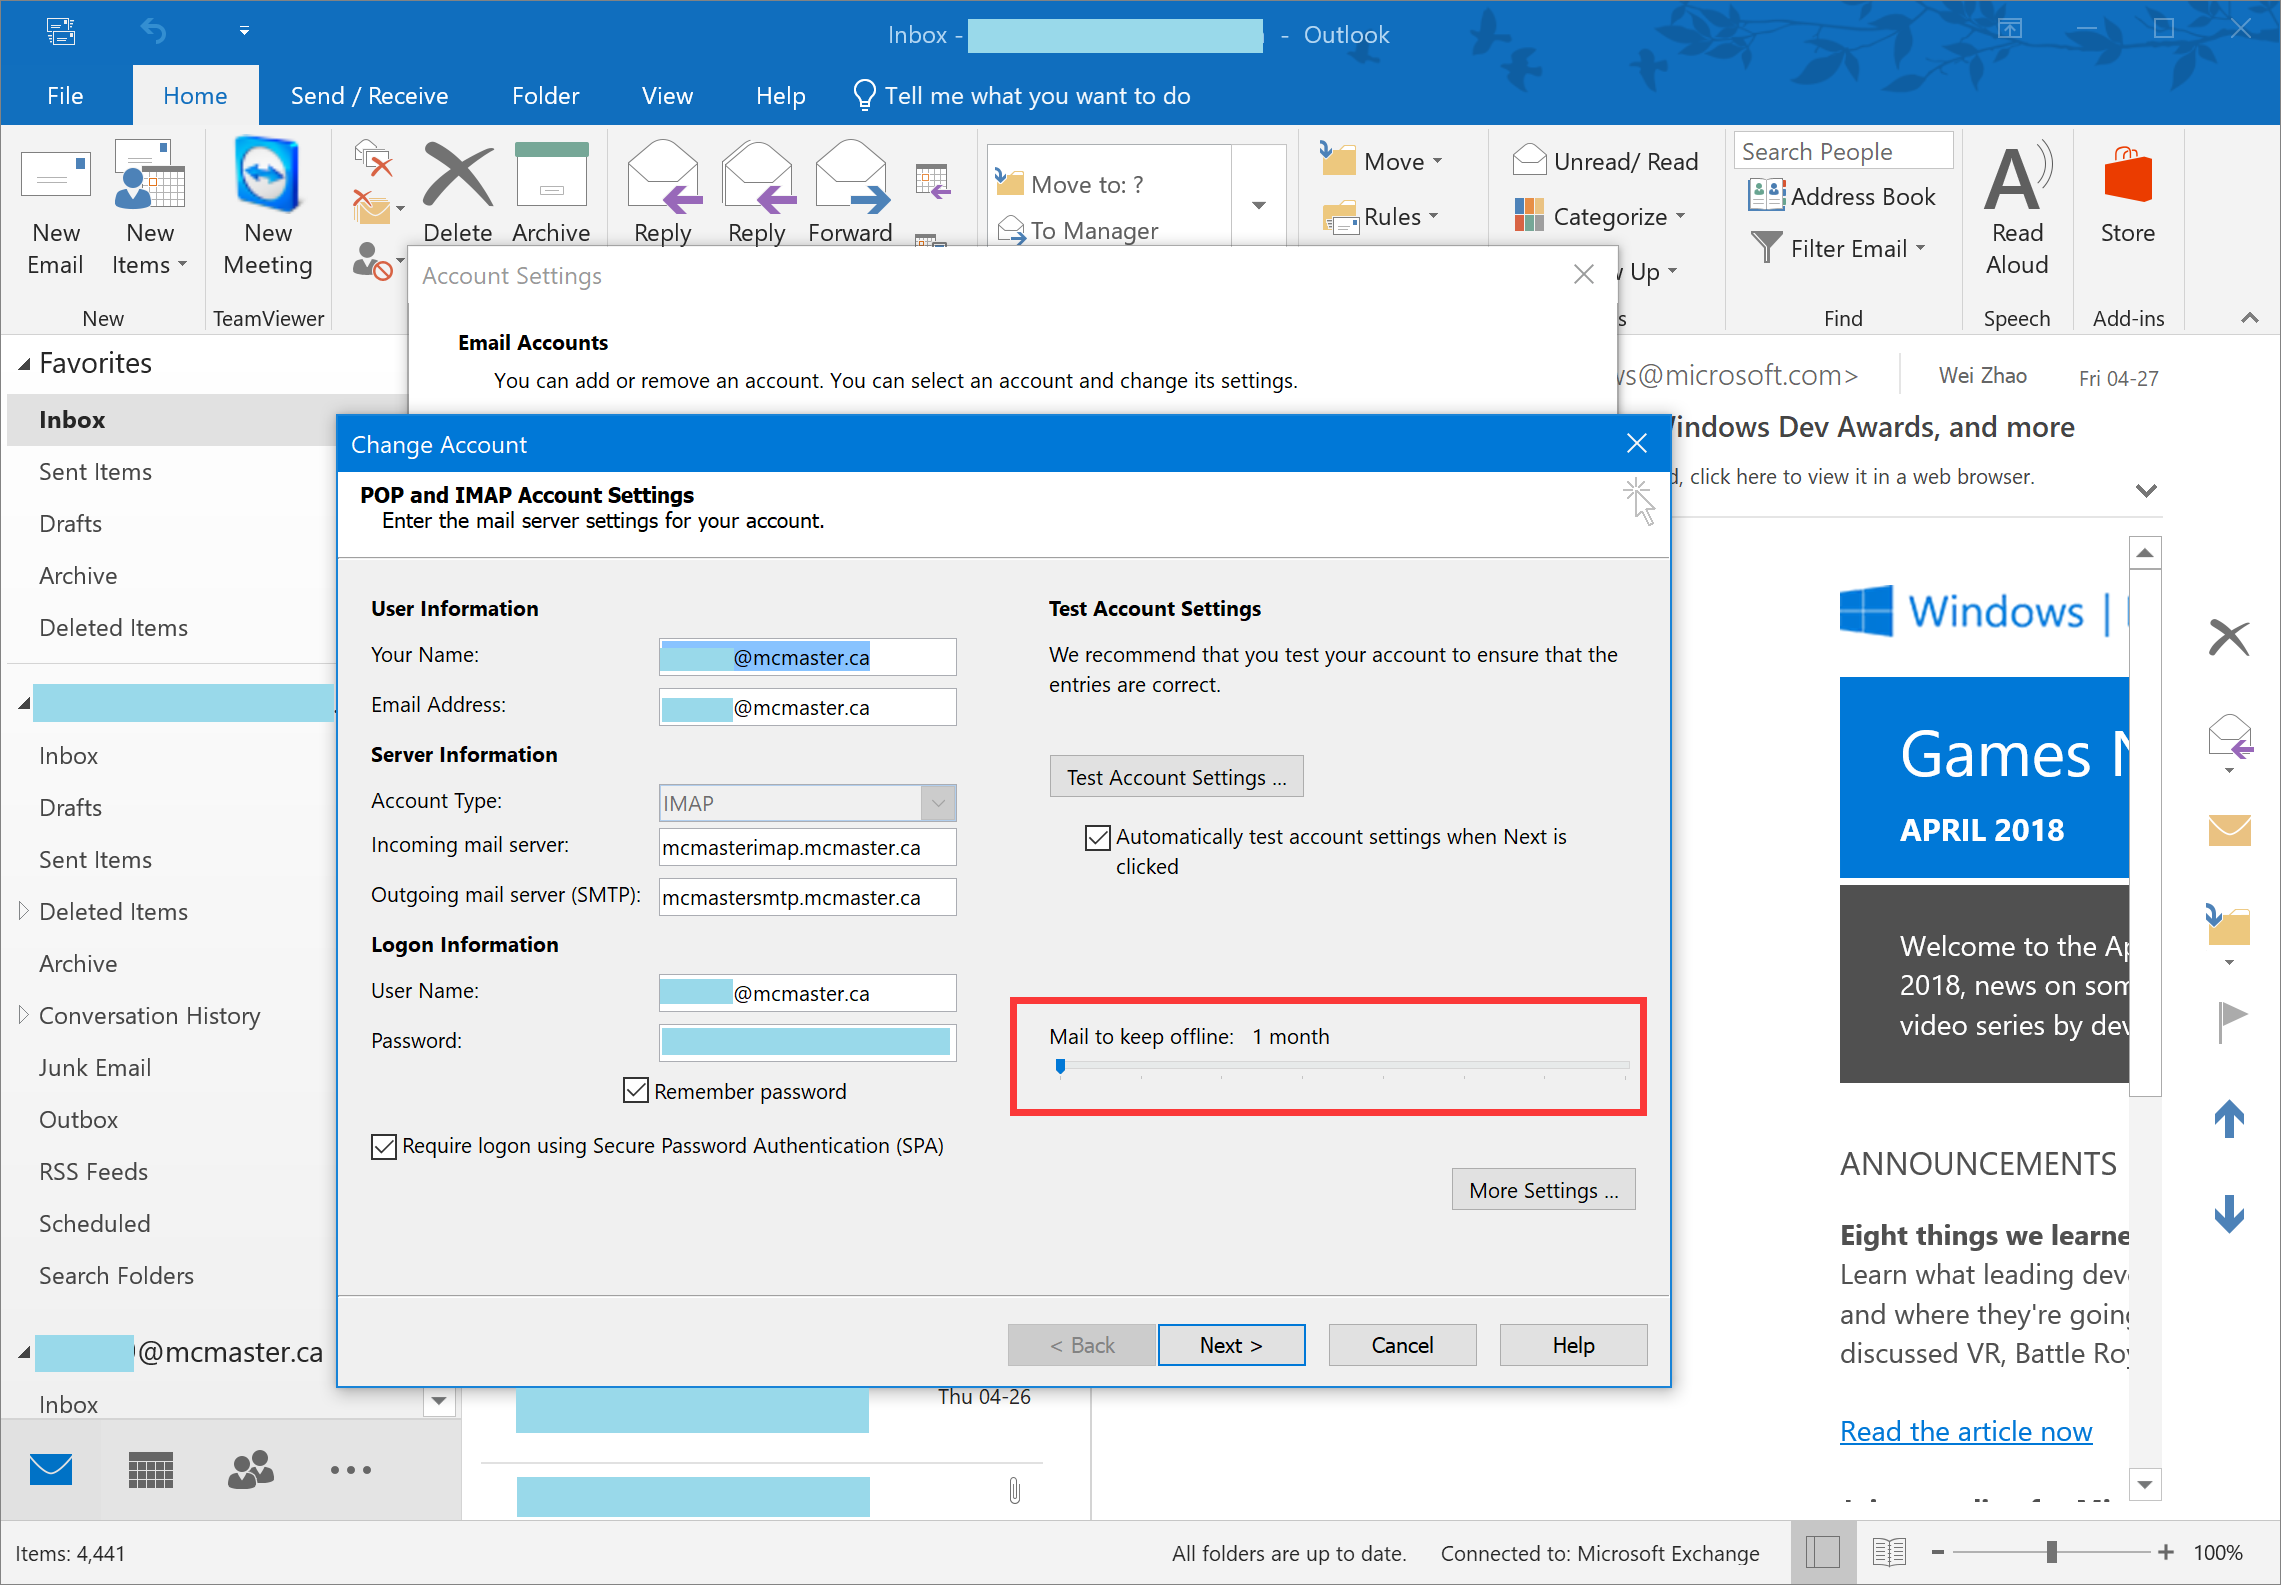 Inbox -
- Outlook
File
Home
Send / Receive
Folder
View
Help
Tell me what you want to do
New
Email
New
Items
New
Meeting
Delete
Archive
Reply
Reply
Forward
Move to: ?
To Manager
Move
Rules
Unread/ Read
Categorize
Up
Search People
Address Book
Filter Email
Read
Aloud
Store
New
TeamViewer
s
Find
Speech
Add-ins
Account Settings
Email Accounts
You can add or remove an account. You can select an account and change its settings.
Favorites
Inbox
Sent Items
Drafts
Archive
Deleted Items
Inbox
Drafts
Sent Items
Deleted Items
Archive
Conversation History
Junk Email
Outbox
RSS Feeds
Scheduled
Search Folders
@mcmaster.ca
Inbox
Change Account
POP and IMAP Account Settings
Enter the mail server settings for your account.
User Information
Your Name:
@mcmaster.ca
Email Address:
@mcmaster.ca
Server Information
Account Type:
IMAP
Incoming mail server:
mcmasterimap.mcmaster.ca
Outgoing mail server (SMTP):
mcmastersmtp.mcmaster.ca
Logon Information
User Name:
@mcmaster.ca
Password:
Remember password
Require logon using Secure Password Authentication (SPA)
Test Account Settings
We recommend that you test your account to ensure that the
entries are correct.
Test Account Settings ...
Automatically test account settings when Next is
clicked
Mail to keep offline: 1 month
More Settings ...
< Back
Next >
Cancel
Help
Thu 04-26
s@microsoft.com>
Wei Zhao
Fri 04-27
indows Dev Awards, and more
, click here to view it in a web browser.
Windows |
Games N
APRIL 2018
Welcome to the Ap
2018, news on som
video series by dev
ANNOUNCEMENTS
Eight things we learne
Learn what leading deve
and where they're going
discussed VR, Battle Roy
Read the article now
Items: 4,441
All folders are up to date.
Connected to: Microsoft Exchange
100%